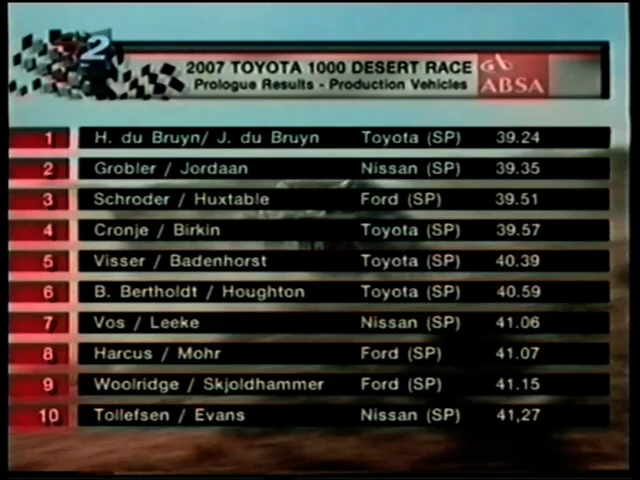 2
2007 TOYOTA 1000 DESERT RACE
Prologue Results - Production Vehicles
ABSA
1 H. du Bruyn/ J. du Bruyn Toyota (SP) 39.24
2 Grobler / Jordaan Nissan (SP) 39.35
3 Schroder / Huxtable Ford (SP) 39.51
4 Cronje / Birkin Toyota (SP) 39.57
5 Visser / Badenhorst Toyota (SP) 40.39
6 B. Bertholdt / Houghton Toyota (SP) 40.59
7 Vos / Leeke Nissan (SP) 41.06
8 Harcus / Mohr Ford (SP) 41.07
9 Woolridge / Skjoldhammer Ford (SP) 41.15
10 Tollefsen / Evans Nissan (SP) 41,27